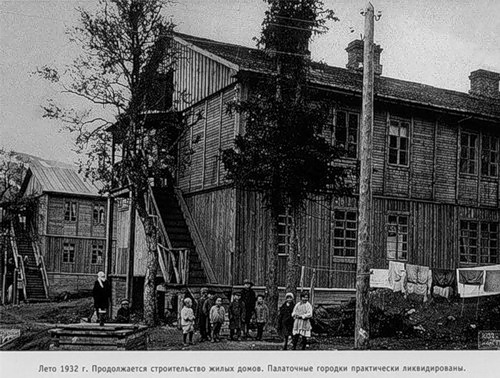 Лето 1932 г. Продолжается строительство жилых домов. Палаточные городки практически ликвидированы.